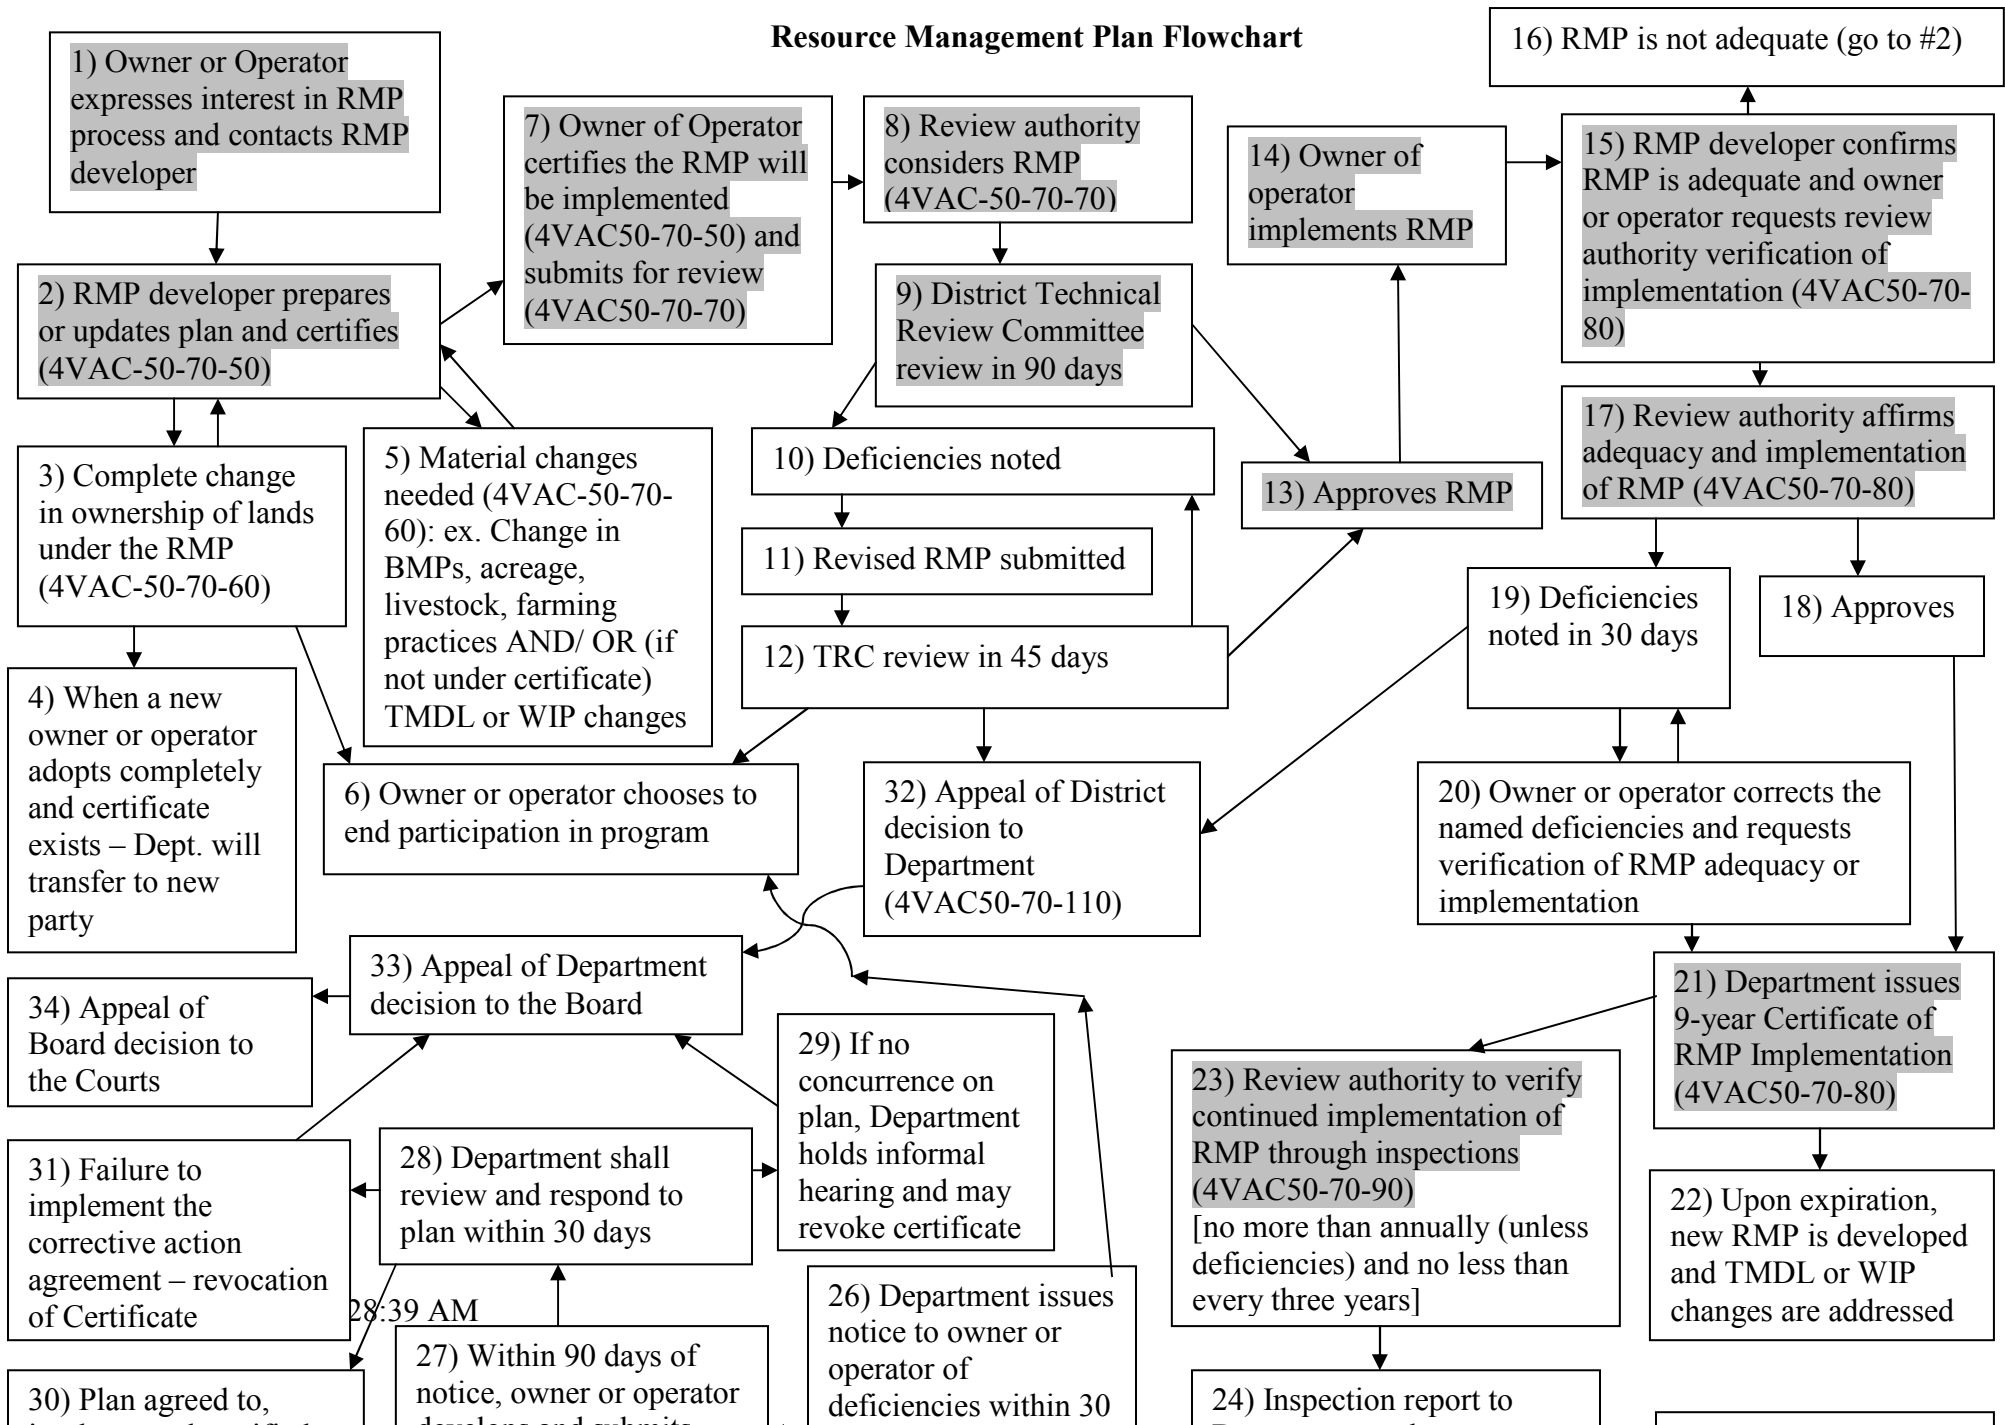 Resource Management Plan Flowchart
1) Owner or Operator
expresses interest in RMP
process and contacts RMP
developer
2) RMP developer prepares
or updates plan and certifies
(4VAC-50-70-50)
3) Complete change
in ownership of lands
under the RMP
(4VAC-50-70-60)
4) When a new
owner or operator
adopts completely
and certificate
exists – Dept. will
transfer to new
party
5) Material changes
needed (4VAC-50-70-
60): ex. Change in
BMPs, acreage,
livestock, farming
practices AND/ OR (if
not under certificate)
TMDL or WIP changes
6) Owner or operator chooses to
end participation in program
7) Owner of Operator
certifies the RMP will
be implemented
(4VAC50-70-50) and
submits for review
(4VAC50-70-70)
8) Review authority
considers RMP
(4VAC-50-70-70)
9) District Technical
Review Committee
review in 90 days
10) Deficiencies noted
11) Revised RMP submitted
12) TRC review in 45 days
13) Approves RMP
14) Owner of
operator
implements RMP
15) RMP developer confirms
RMP is adequate and owner
or operator requests review
authority verification of
implementation (4VAC50-70-
80)
16) RMP is not adequate (go to #2)
17) Review authority affirms
adequacy and implementation
of RMP (4VAC50-70-80)
18) Approves
19) Deficiencies
noted in 30 days
20) Owner or operator corrects the
named deficiencies and requests
verification of RMP adequacy or
implementation
21) Department issues
9-year Certificate of
RMP Implementation
(4VAC50-70-80)
22) Upon expiration,
new RMP is developed
and TMDL or WIP
changes are addressed
23) Review authority to verify
continued implementation of
RMP through inspections
(4VAC50-70-90)
[no more than annually (unless
deficiencies) and no less than
every three years]
24) Inspection report to
26) Department issues
notice to owner or
operator of
deficiencies within 30
27) Within 90 days of
notice, owner or operator
28) Department shall
review and respond to
plan within 30 days
29) If no
concurrence on
plan, Department
holds informal
hearing and may
revoke certificate
30) Plan agreed to,
31) Failure to
implement the
corrective action
agreement – revocation
of Certificate
28:39 AM
32) Appeal of District
decision to
Department
(4VAC50-70-110)
33) Appeal of Department
decision to the Board
34) Appeal of
Board decision to
the Courts